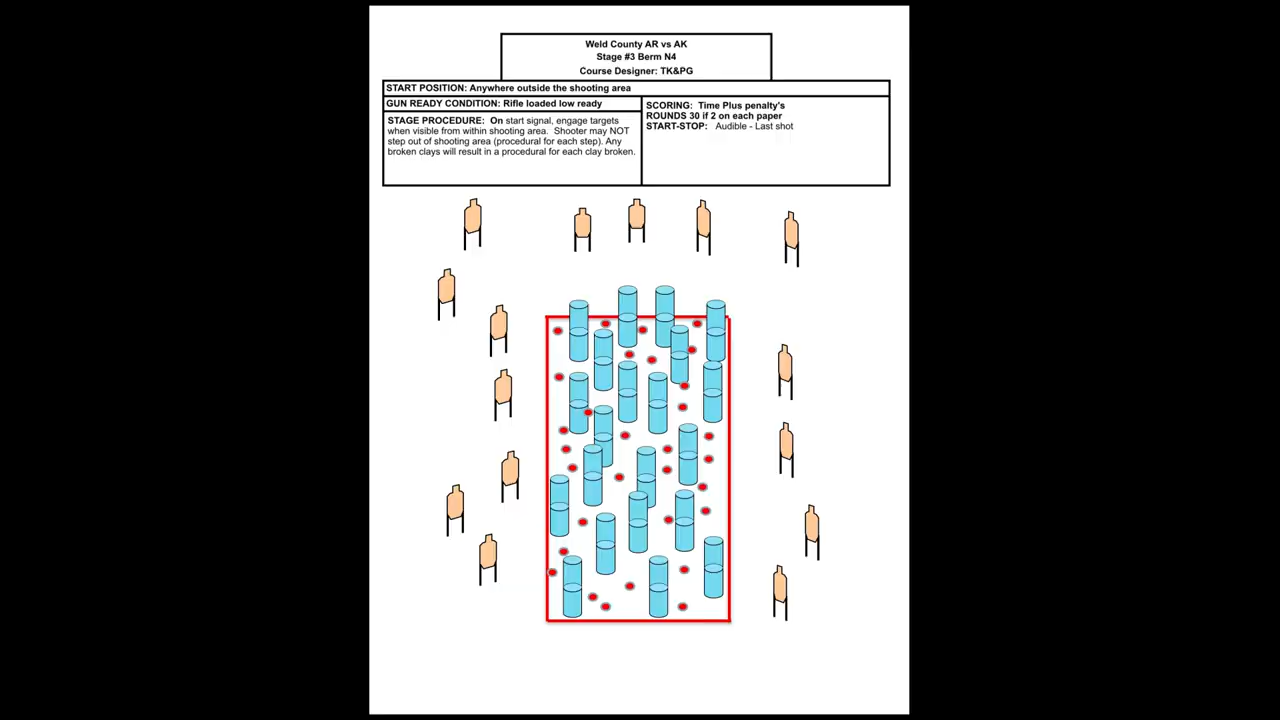 Weld County AR vs AK
Stage #3 Berm N4
Course Designer: TK&PG
START POSITION: Anywhere outside the shooting area
GUN READY CONDITION: Rifle loaded low ready
STAGE PROCEDURE: On start signal, engage targets
when visible from within shooting area. Shooter may NOT
step out of shooting area (procedural for each step). Any
broken clays will result in a procedural for each clay broken.
SCORING: Time Plus penalty's
ROUNDS 30 if 2 on each paper
START-STOP: Audible - Last shot